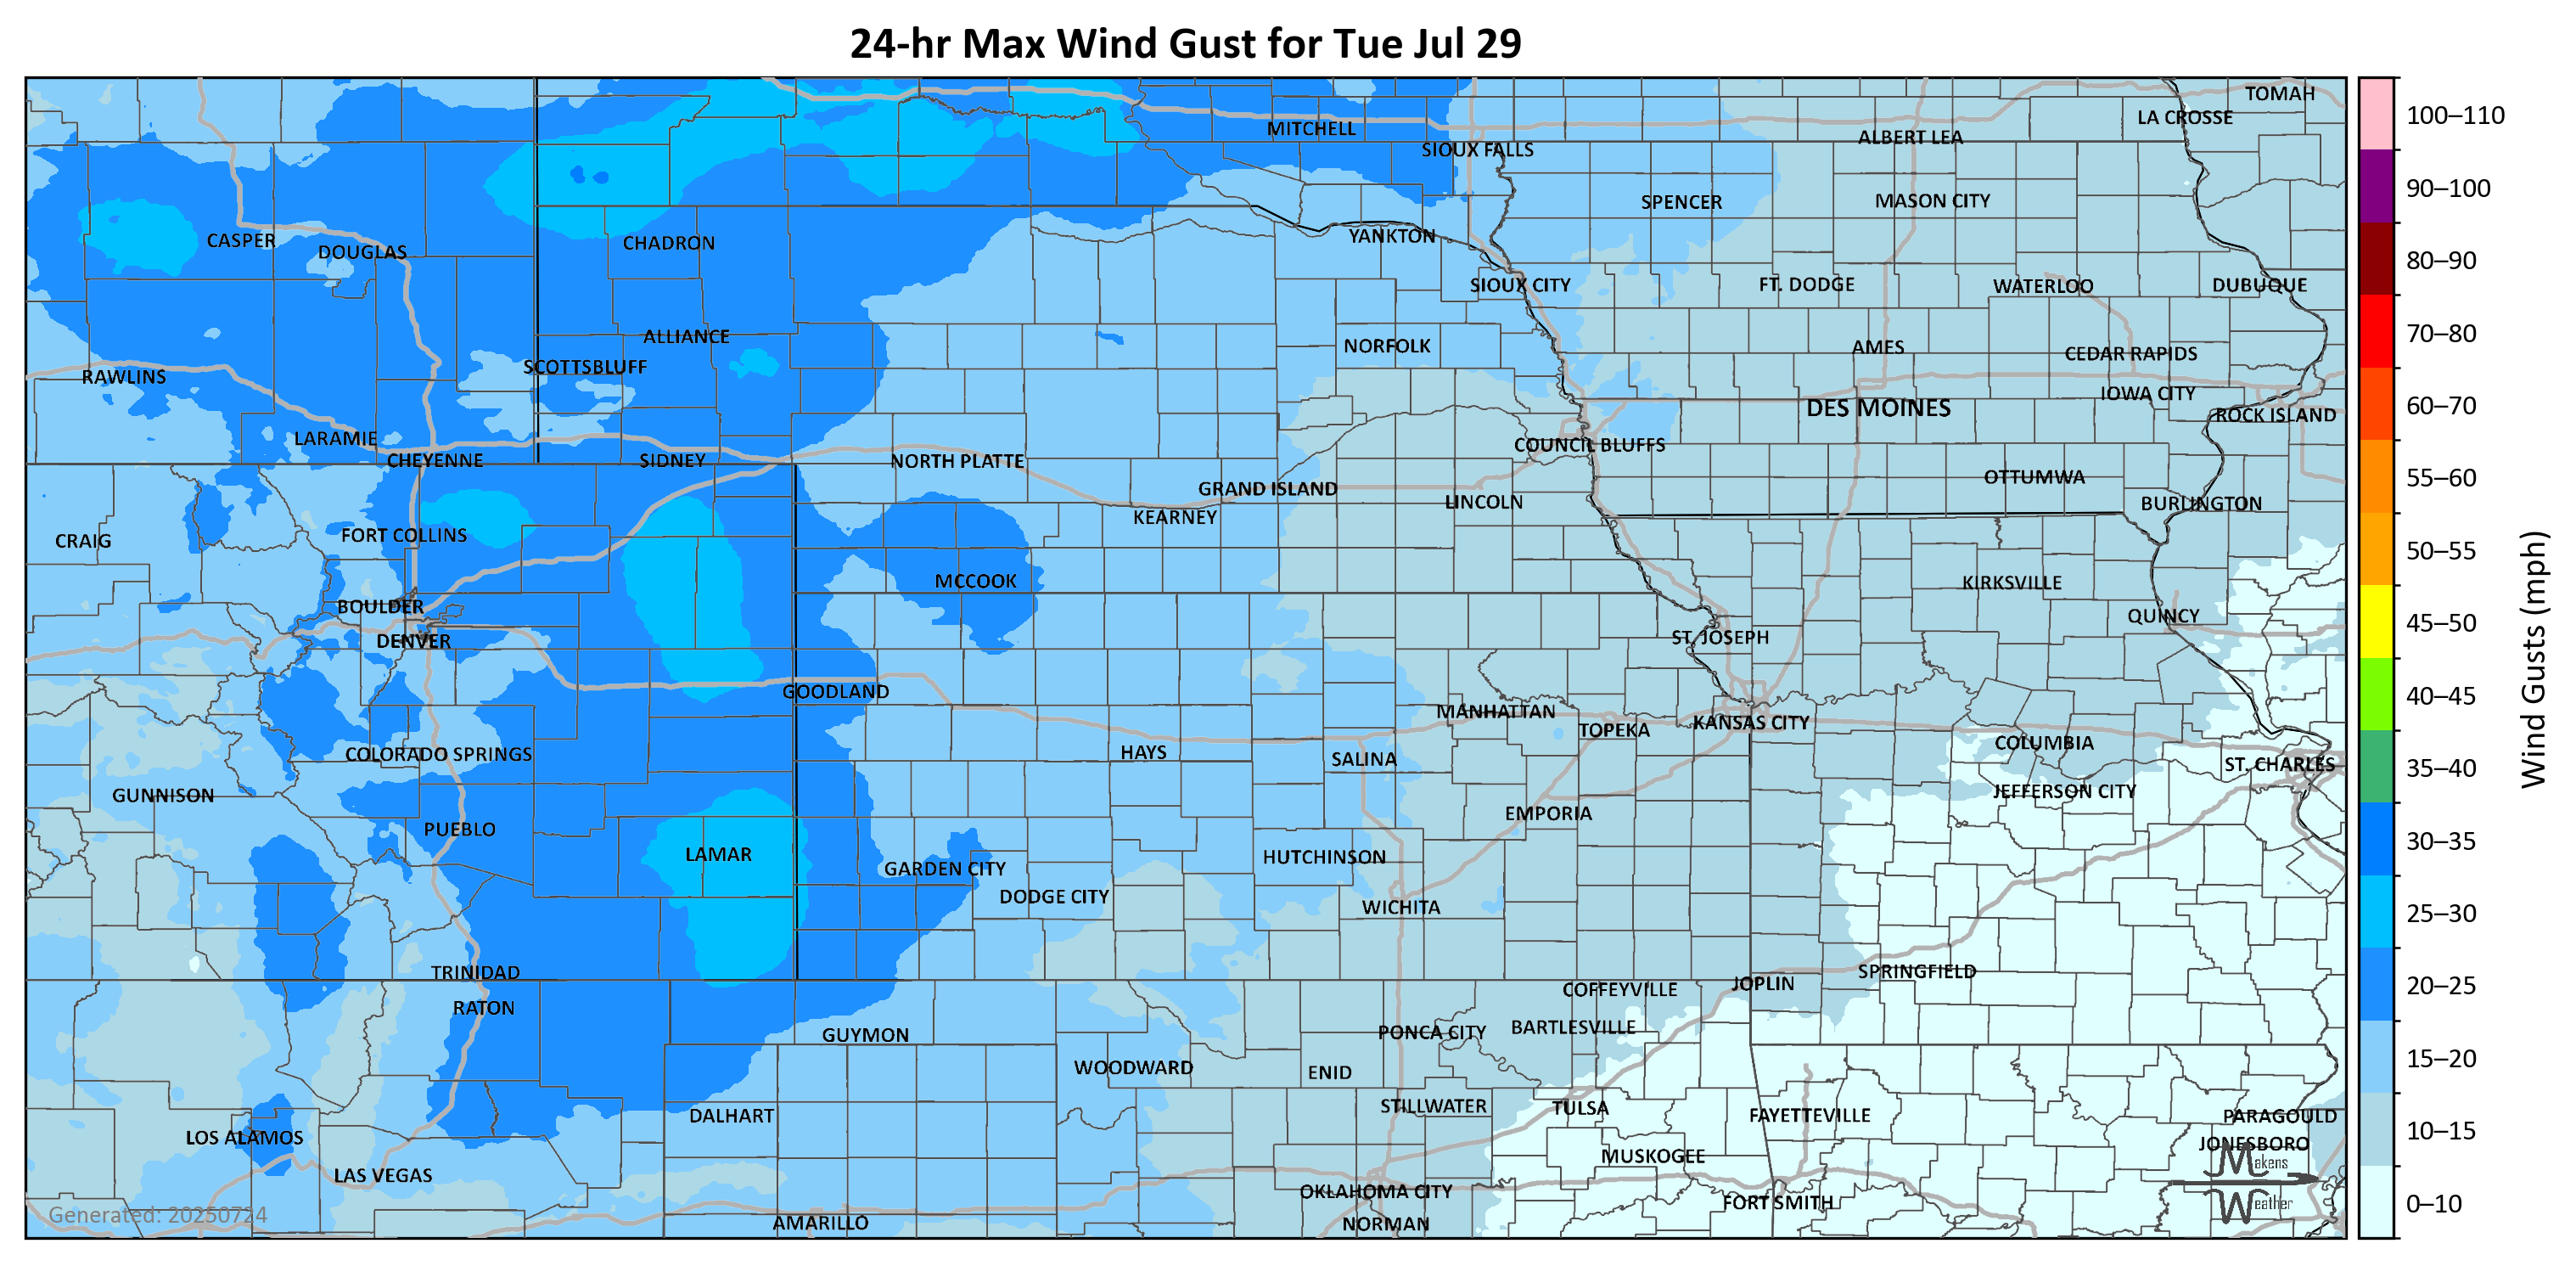 24-hr Max Wind Gust for Tue Jul 29
TOMAH
LA CROSSE
MITCHELL
ALBERT LEA
SIOUX FALLS
SPENCER
MASON CITY
CASPER
DOUGLAS
CHADRON
YANKTON
SIOUX CITY
FT. DODGE
WATERLOO
DUBUQUE
ALLIANCE
NORFOLK
AMES
CEDAR RAPIDS
SCOTTSBLUFF
RAWLINS
IOWA CITY
DES MOINES
ROCK ISLAND
LARAMIE
COUNCIL BLUFFS
CHEYENNE
SIDNEY
NORTH PLATTE
OTTUMWA
GRAND ISLAND
LINCOLN
BURLINGTON
KEARNEY
FORT COLLINS
CRAIG
MCCOOK
KIRKSVILLE
BOULDER
QUINCY
DENVER
ST. JOSEPH
GOODLAND
MANHATTAN
TOPEKA
KANSAS CITY
COLUMBIA
COLORADO SPRINGS
HAYS
SALINA
ST. CHARLES
GUNNISON
JEFFERSON CITY
EMPORIA
PUEBLO
LAMAR
HUTCHINSON
GARDEN CITY
DODGE CITY
WICHITA
TRINIDAD
SPRINGFIELD
JOPLIN
COFFEYVILLE
RATON
GUYMON
PONCA CITY
BARTLESVILLE
WOODWARD
ENID
DALHART
STILLWATER
TULSA
FAYETTEVILLE
PARAGOULD
LOS ALAMOS
JONESBORO
MUSKOGEE
LAS VEGAS
OKLAHOMA CITY
FORT SMITH
AMARILLO
NORMAN
Generated: 20250724
Makens
Weather
100–110
90–100
80–90
70–80
60–70
55–60
50–55
45–50
40–45
35–40
30–35
25–30
20–25
15–20
10–15
0–10
Wind Gusts (mph)